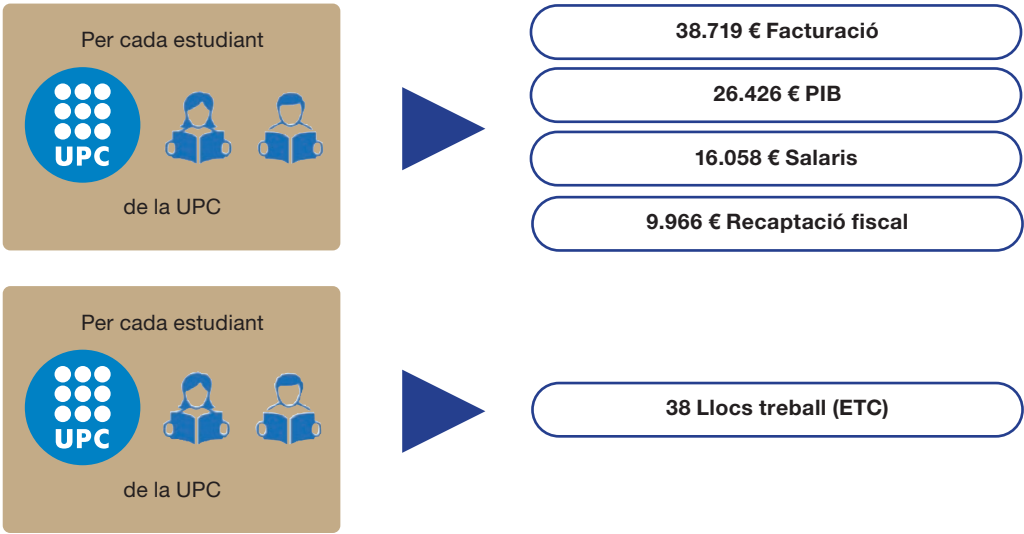 Per cada estudiant
UPC
de la UPC
38.719 € Facturació
26.426 € PIB
16.058 € Salaris
9.966 € Recaptació fiscal
Per cada estudiant
UPC
de la UPC
38 Llocs treball (ETC)